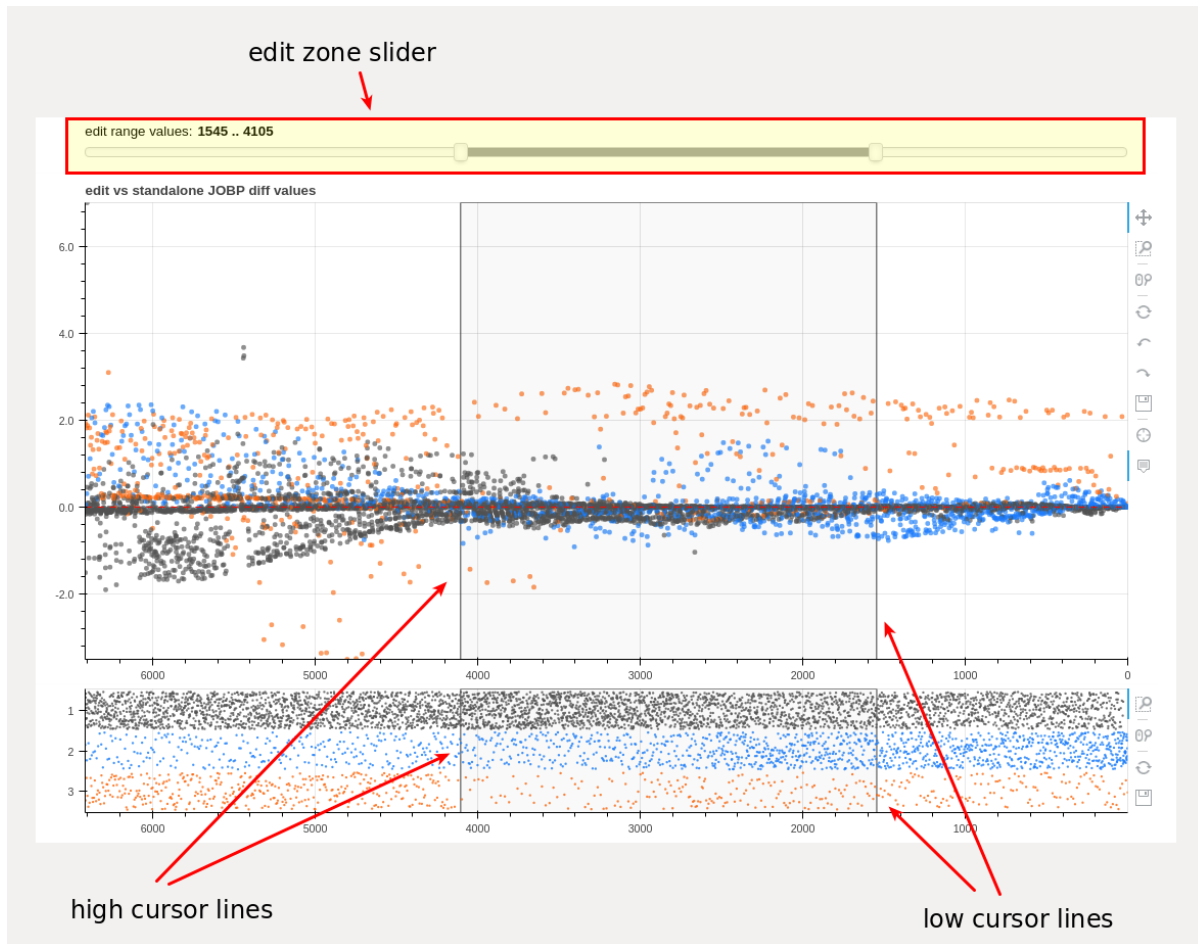 edit zone slider
edit range values: 1545 .. 4105
edit vs standalone JOBP diff values
6.0
4.0
2.0
0.0
-2.0
6000 5000 4000 3000 2000 1000 0
1
2
3
6000 5000 4000 3000 2000 1000
high cursor lines
low cursor lines